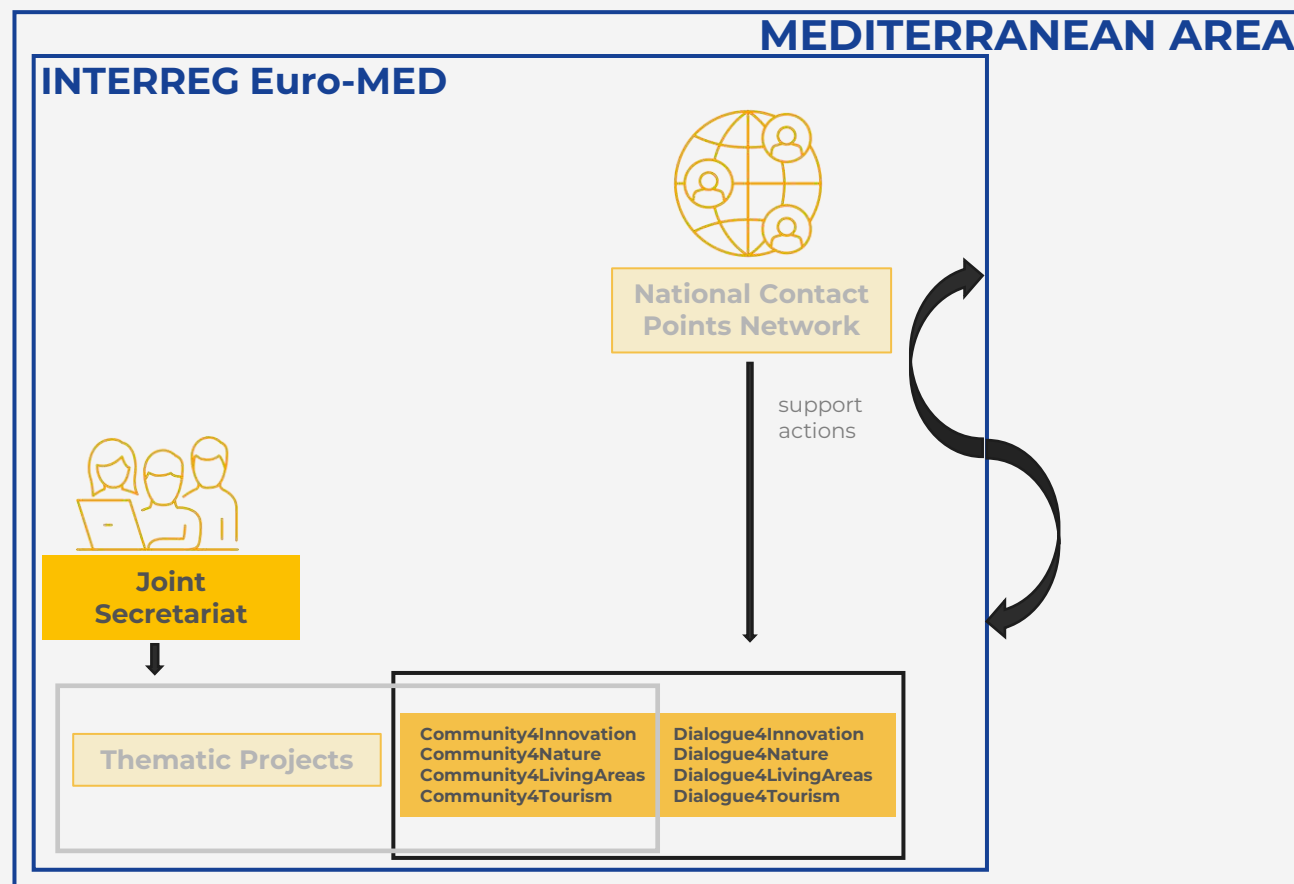 MEDITERRANEAN AREA
INTERREG Euro-MED
National Contact
Points Network
support
actions
Joint
Secretariat
Thematic Projects
Community4Innovation
Community4Nature
Community4LivingAreas
Community4Tourism
Dialogue4Innovation
Dialogue4Nature
Dialogue4LivingAreas
Dialogue4Tourism